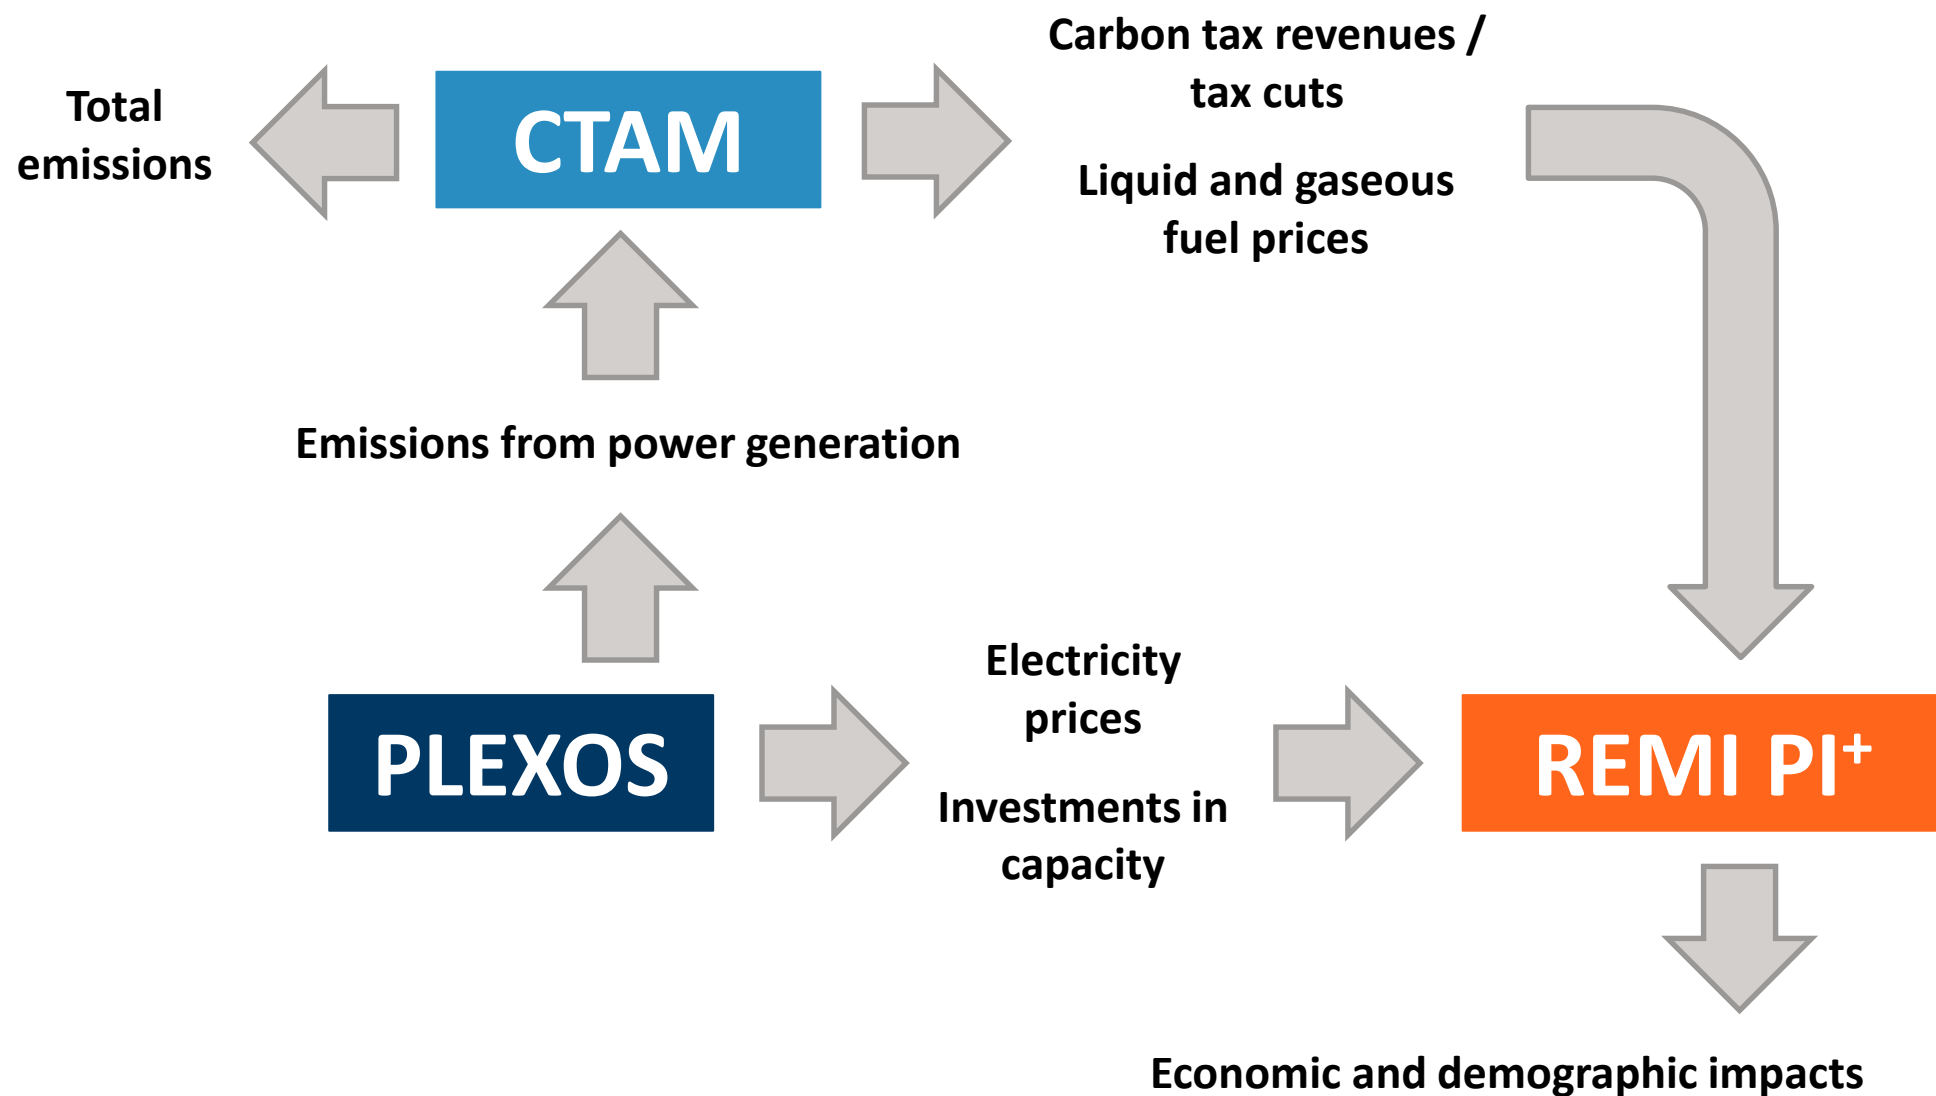 Carbon tax revenues /
tax cuts
Total
emissions
CTAM
Liquid and gaseous
fuel prices
Emissions from power generation
Electricity
prices
PLEXOS
REMI PI⁺
Investments in
capacity
Economic and demographic impacts